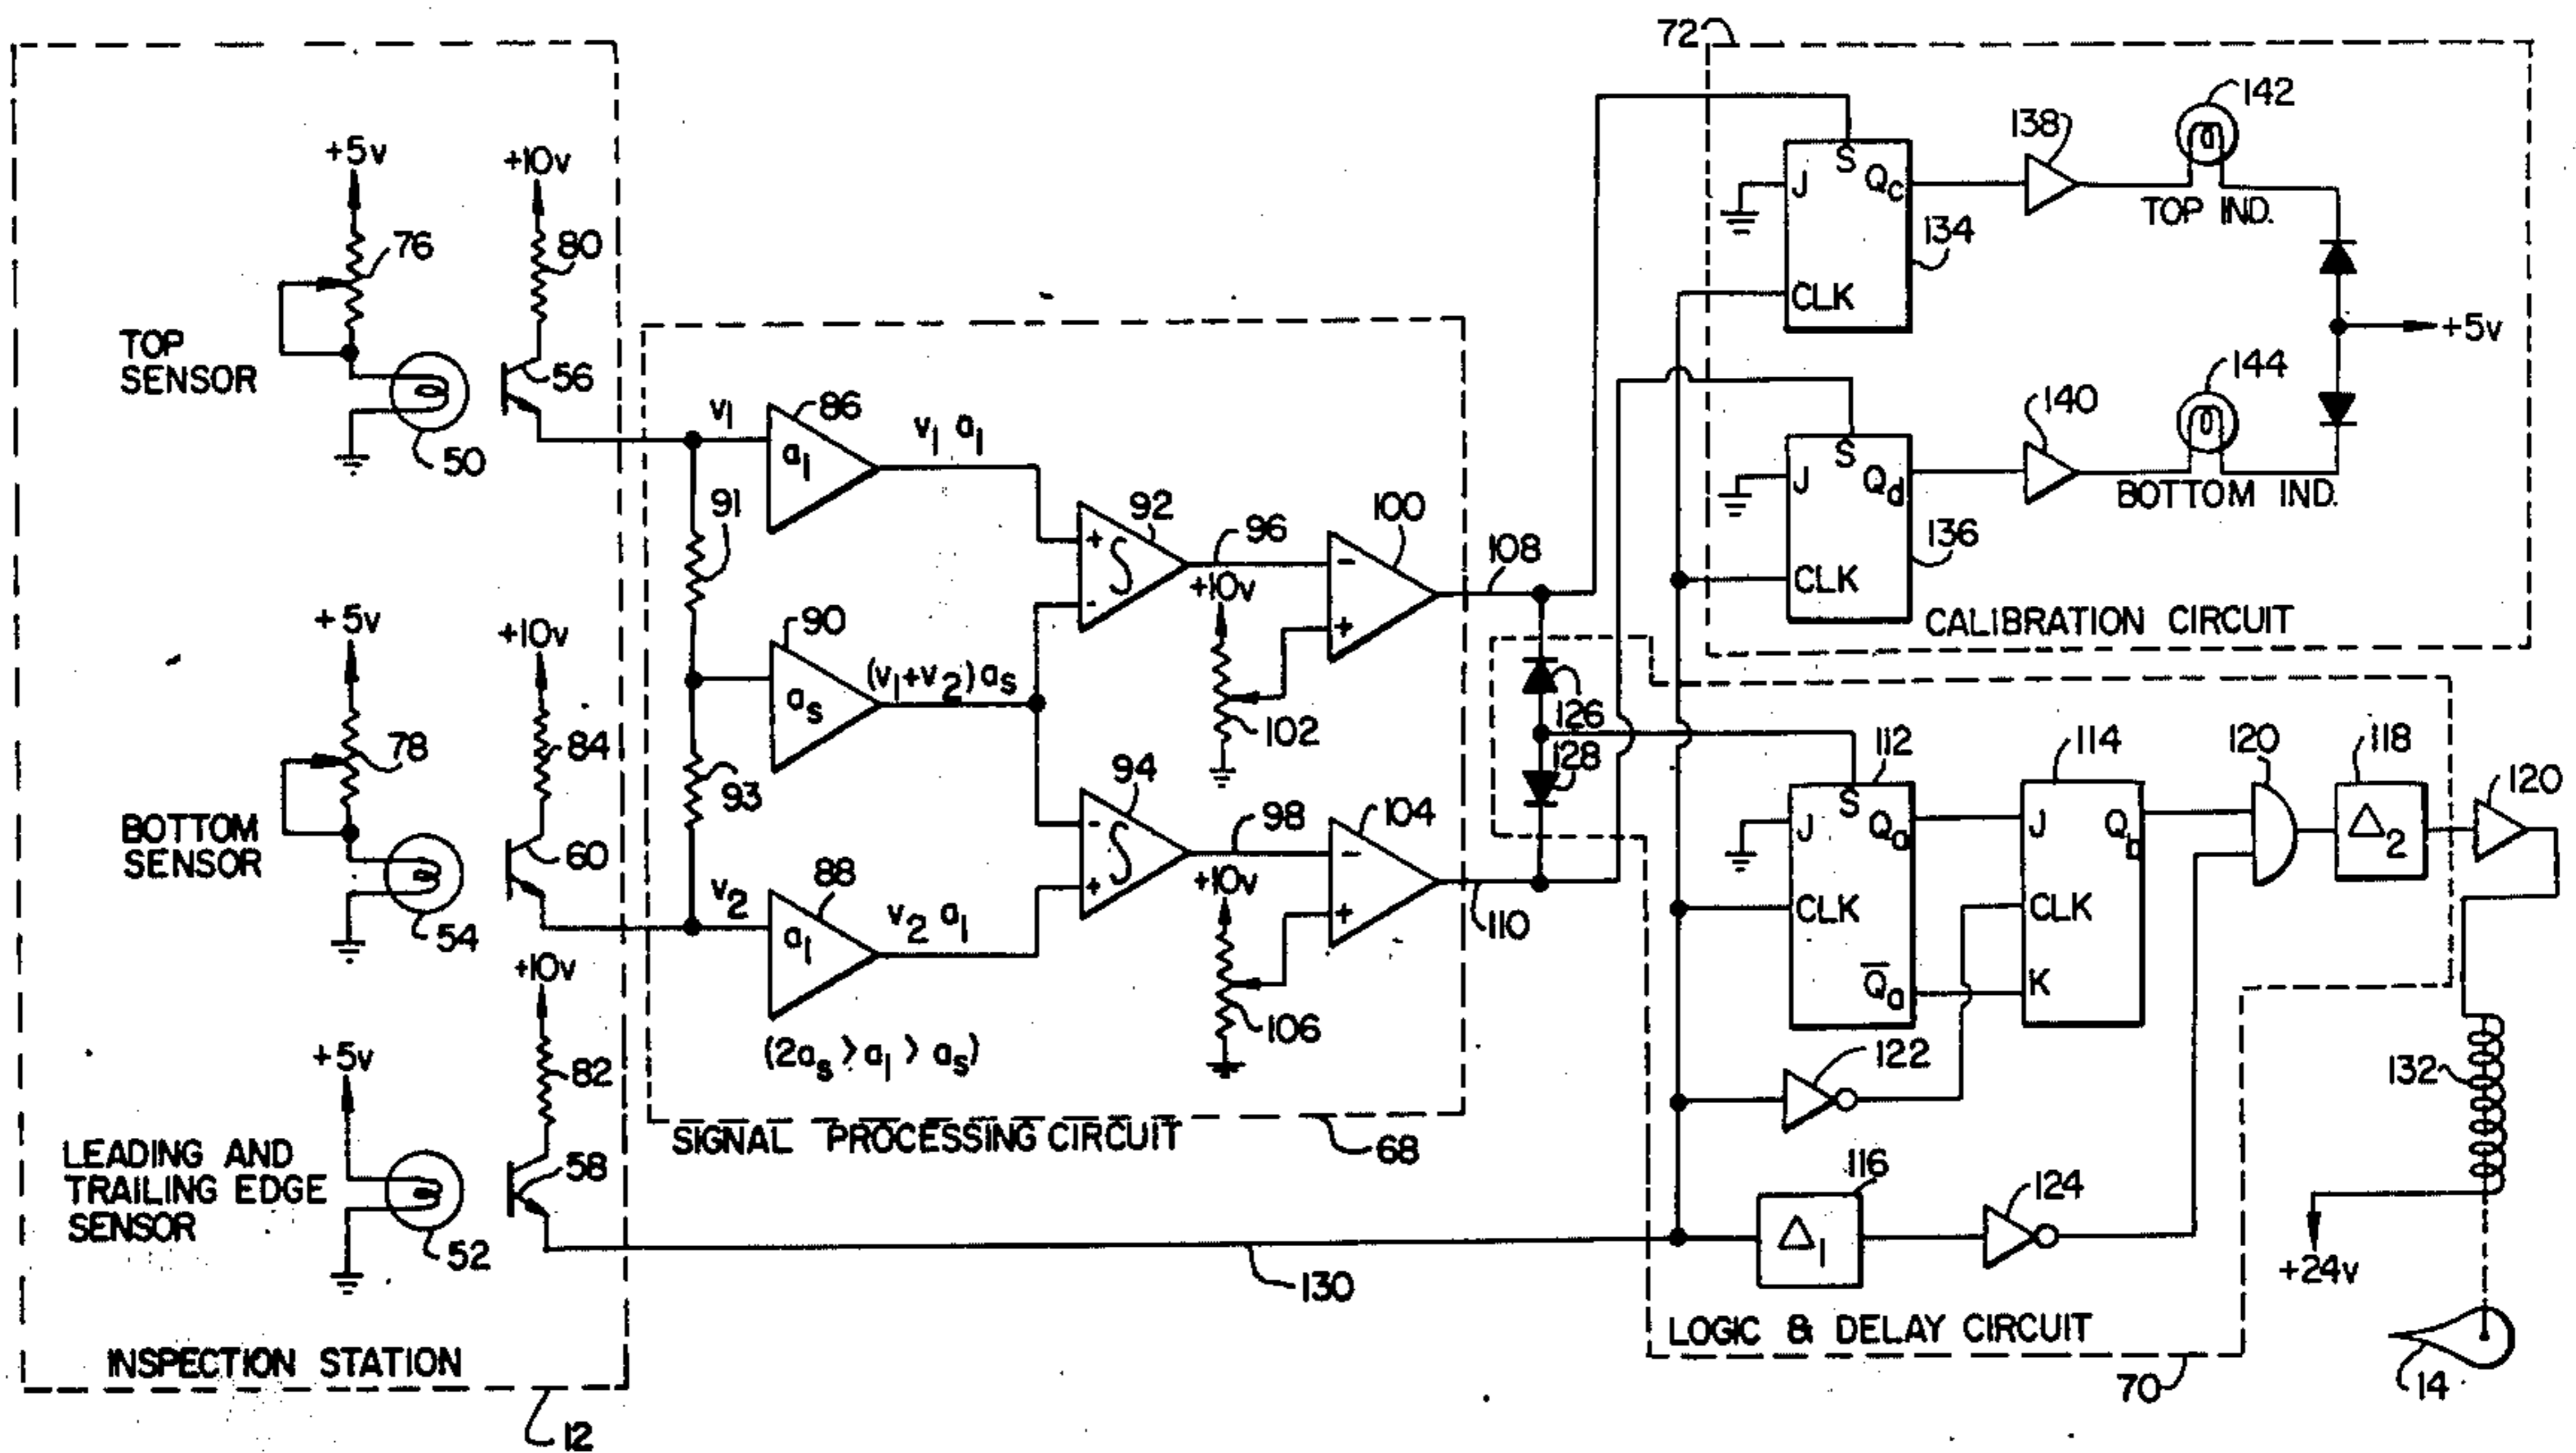 72
142
138
+5v
+10v
S
J
Qc
TOP IND.
76
80
134
CLK
+5v
TOP
SENSOR
56
50
v1
86
a1
v1 a1
144
140
S
J
Qd
BOTTOM IND.
136
CLK
CALIBRATION CIRCUIT
91
92
+
∫
-
96
+10v
100
-
+
108
90
as
(v1+v2)as
102
126
128
+5v
+10v
78
84
93
94
-
∫
+
98
+10v
104
-
+
110
106
112
114
120
118
120
S
J
Qa
CLK
Q̅a
J
Qb
CLK
K
Δ2
BOTTOM
SENSOR
60
54
v2
88
a1
v2 a1
(2as > a1 > as)
+10v
82
+5v
122
132
SIGNAL PROCESSING CIRCUIT
68
LEADING AND
TRAILING EDGE
SENSOR
58
52
116
Δ1
124
130
+24v
LOGIC & DELAY CIRCUIT
70
14
INSPECTION STATION
12